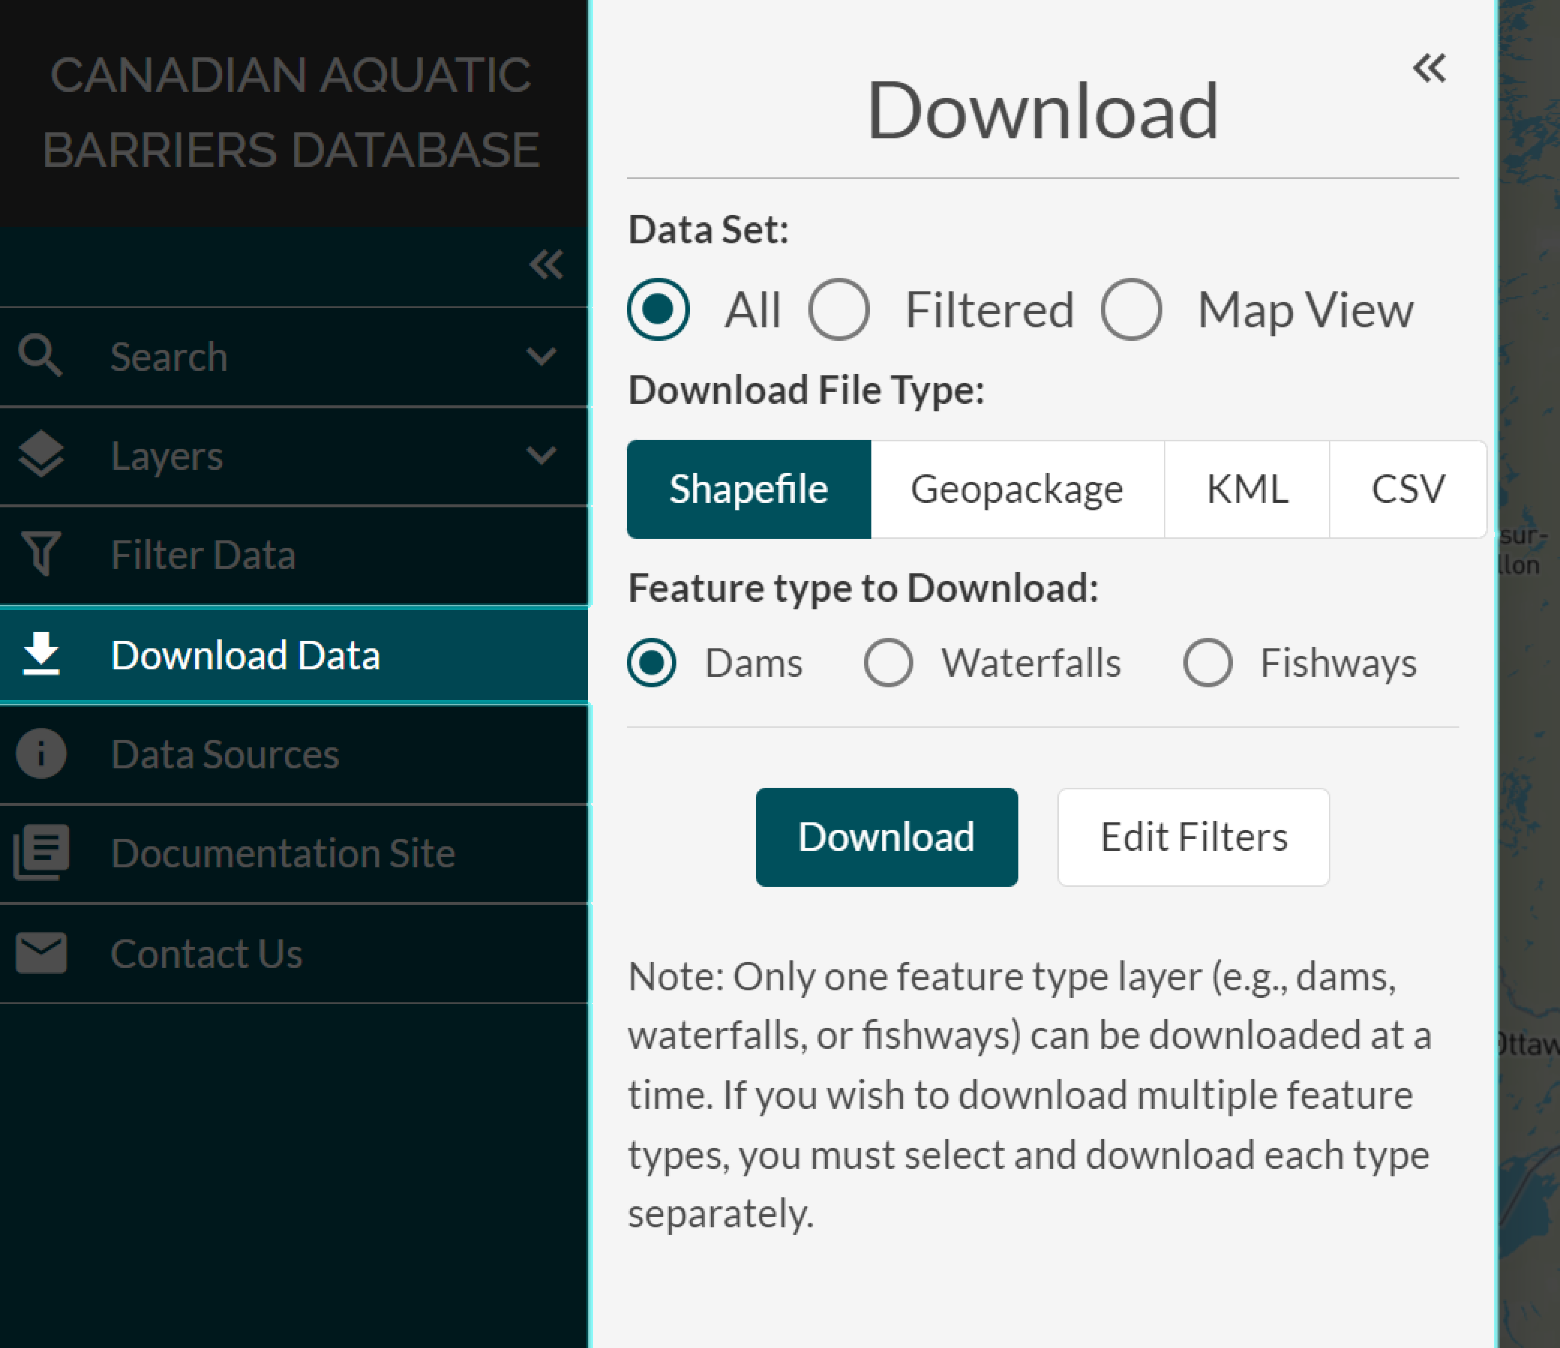 CANADIAN AQUATIC
BARRIERS DATABASE
Search
Layers
Filter Data
Download Data
Data Sources
Documentation Site
Contact Us
Download
Data Set:
All Filtered Map View
Download File Type:
Shapefile Geopackage KML CSV
Feature type to Download:
Dams Waterfalls Fishways
Download Edit Filters
Note: Only one feature type layer (e.g., dams,
waterfalls, or fishways) can be downloaded at a
time. If you wish to download multiple feature
types, you must select and download each type
separately.
sur-
llon
Ottaw